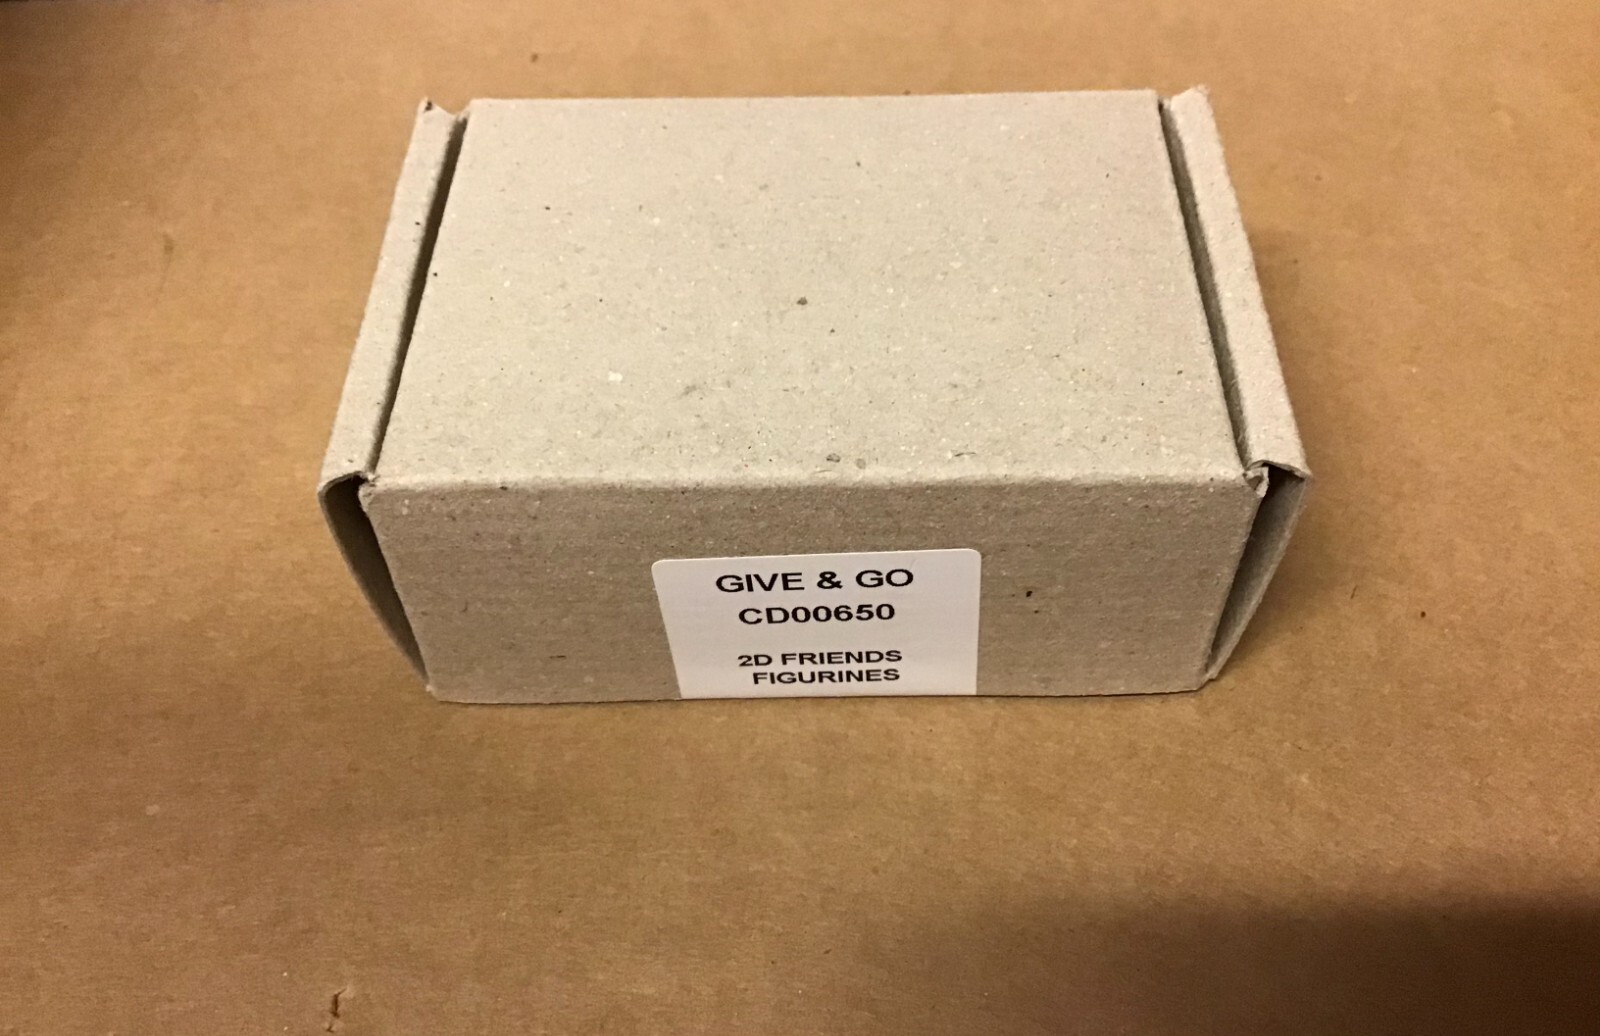 GIVE & GO
CD00650
2D FRIENDS
FIGURINES